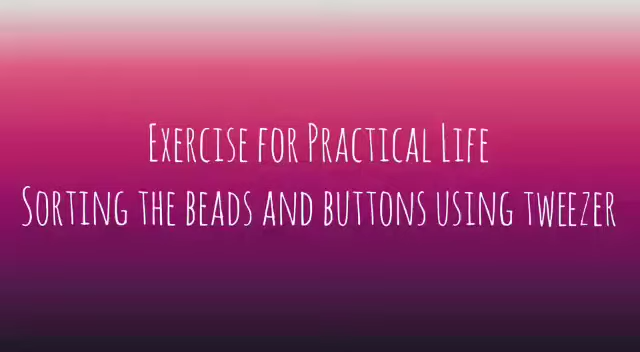 Exercise for Practical Life
Sorting the beads and buttons using tweezer